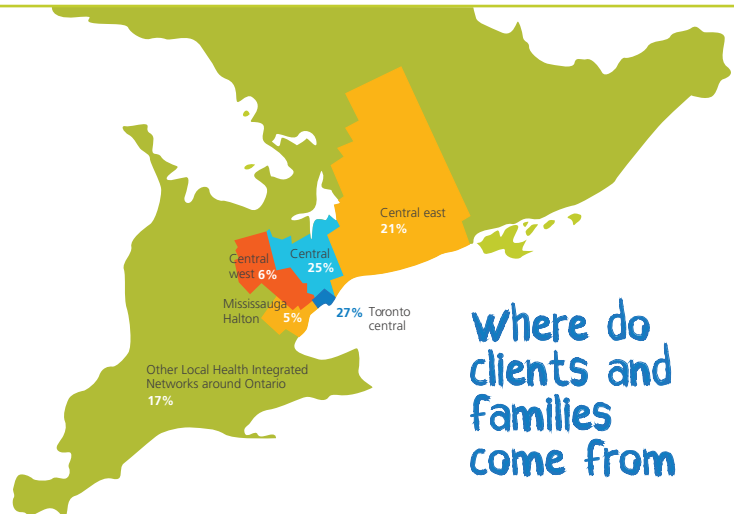 Central east
21%
Central
25%
Central
west 6%
Mississauga
Halton
5%
27% Toronto
central
Other Local Health Integrated
Networks around Ontario
17%
where do
clients and
families
come from